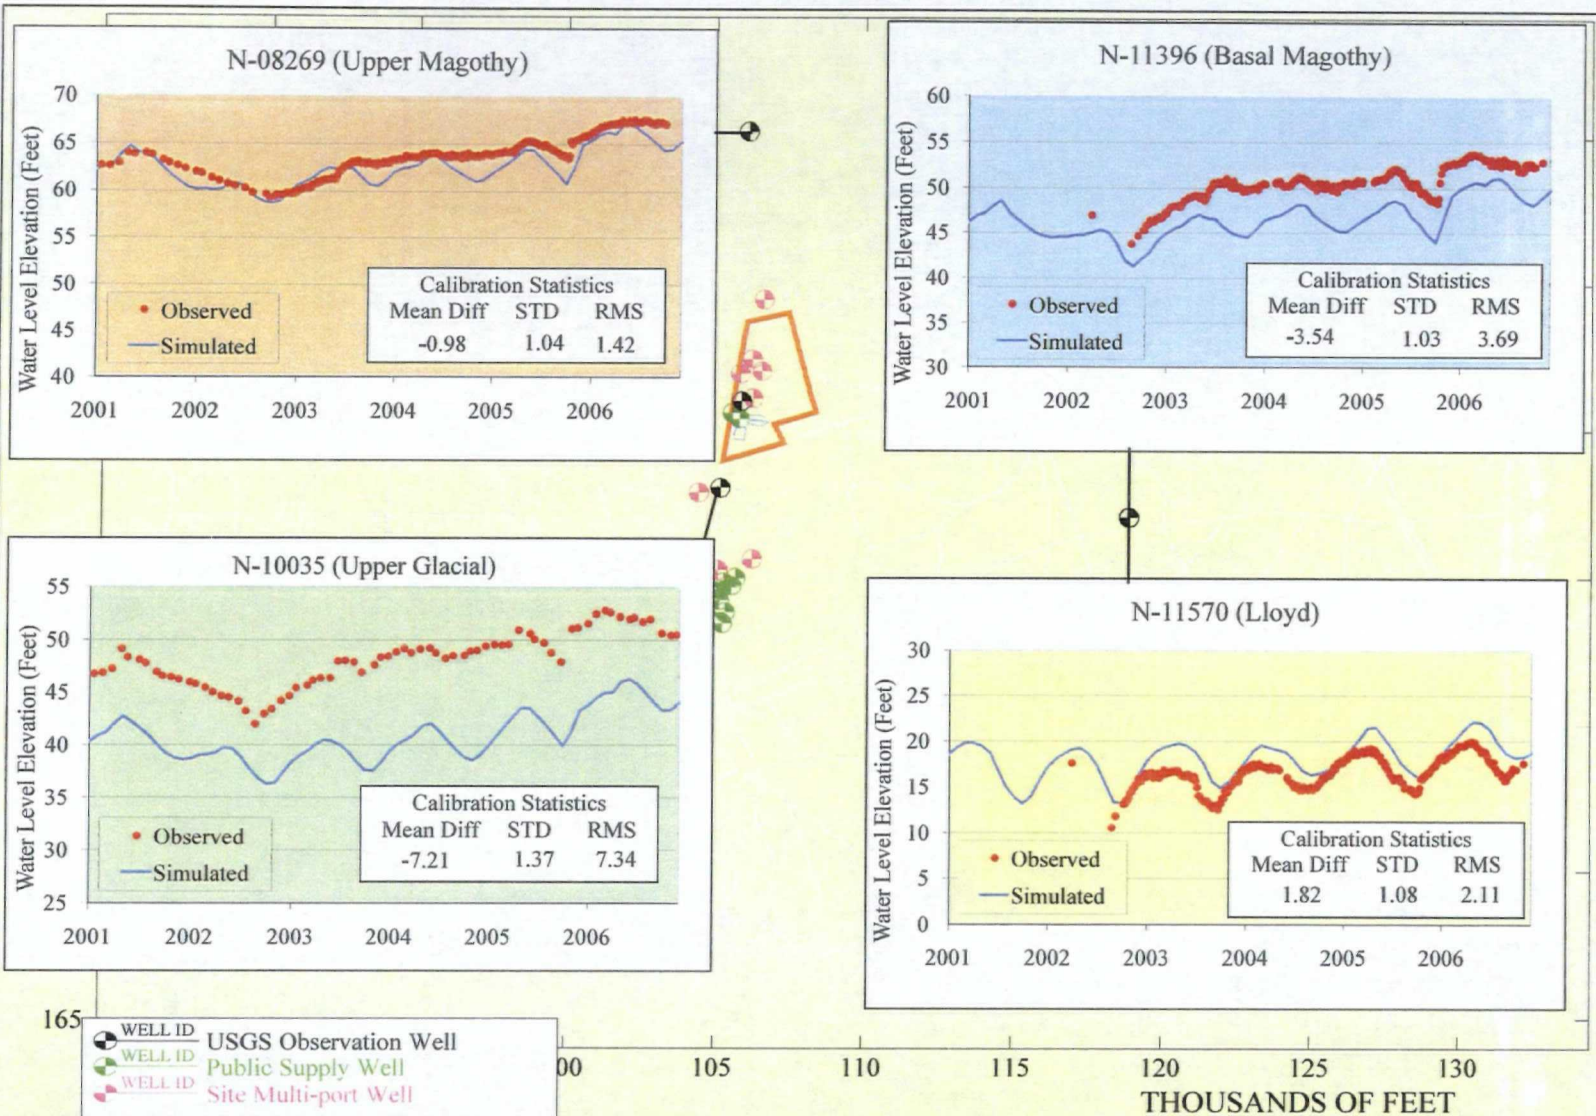 N-08269 (Upper Magothy)
Water Level Elevation (Feet)
70
65
60
55
50
45
40
Observed
Simulated
Calibration Statistics
Mean Diff STD RMS
-0.98 1.04 1.42
2001 2002 2003 2004 2005 2006
N-11396 (Basal Magothy)
Water Level Elevation (Feet)
60
55
50
45
40
35
30
Observed
Simulated
Calibration Statistics
Mean Diff STD RMS
-3.54 1.03 3.69
2001 2002 2003 2004 2005 2006
N-10035 (Upper Glacial)
Water Level Elevation (Feet)
55
50
45
40
35
30
25
Observed
Simulated
Calibration Statistics
Mean Diff STD RMS
-7.21 1.37 7.34
2001 2002 2003 2004 2005 2006
N-11570 (Lloyd)
Water Level Elevation (Feet)
30
25
20
15
10
5
0
Observed
Simulated
Calibration Statistics
Mean Diff STD RMS
1.82 1.08 2.11
2001 2002 2003 2004 2005 2006
165
WELL ID USGS Observation Well
WELL ID Public Supply Well
WELL ID Site Multi-port Well
00 105 110 115 120 125 130
THOUSANDS OF FEET